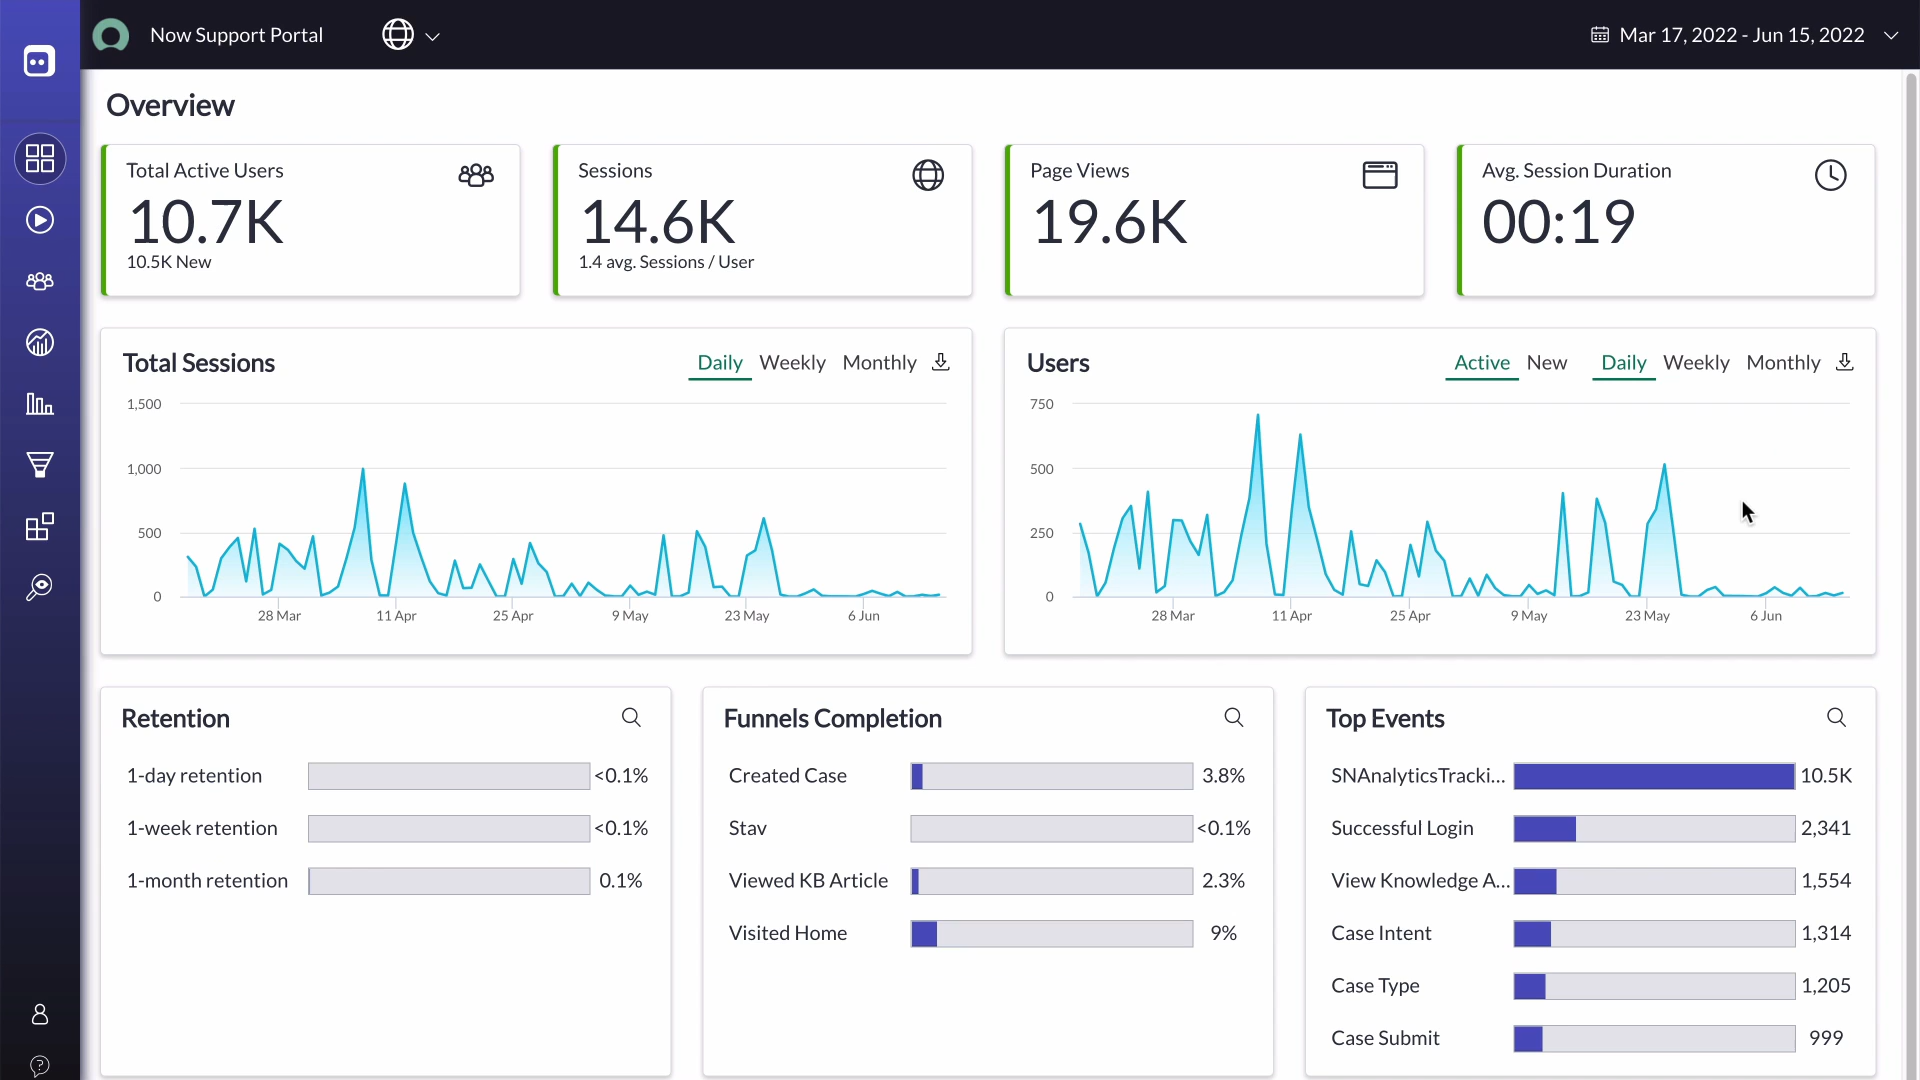 Now Support Portal
Mar 17, 2022 - Jun 15, 2022
Overview
Total Active Users
10.7K
10.5K New
Sessions
14.6K
1.4 avg. Sessions / User
Page Views
19.6K
Avg. Session Duration
00:19
Total Sessions
Daily Weekly Monthly
1,500
1,000
500
0
28 Mar 11 Apr 25 Apr 9 May 23 May 6 Jun
Users
Active New Daily Weekly Monthly
750
500
250
0
28 Mar 11 Apr 25 Apr 9 May 23 May 6 Jun
Retention
1-day retention <0.1%
1-week retention <0.1%
1-month retention 0.1%
Funnels Completion
Created Case 3.8%
Stav <0.1%
Viewed KB Article 2.3%
Visited Home 9%
Top Events
SNAnalyticsTracki... 10.5K
Successful Login 2,341
View Knowledge A... 1,554
Case Intent 1,314
Case Type 1,205
Case Submit 999